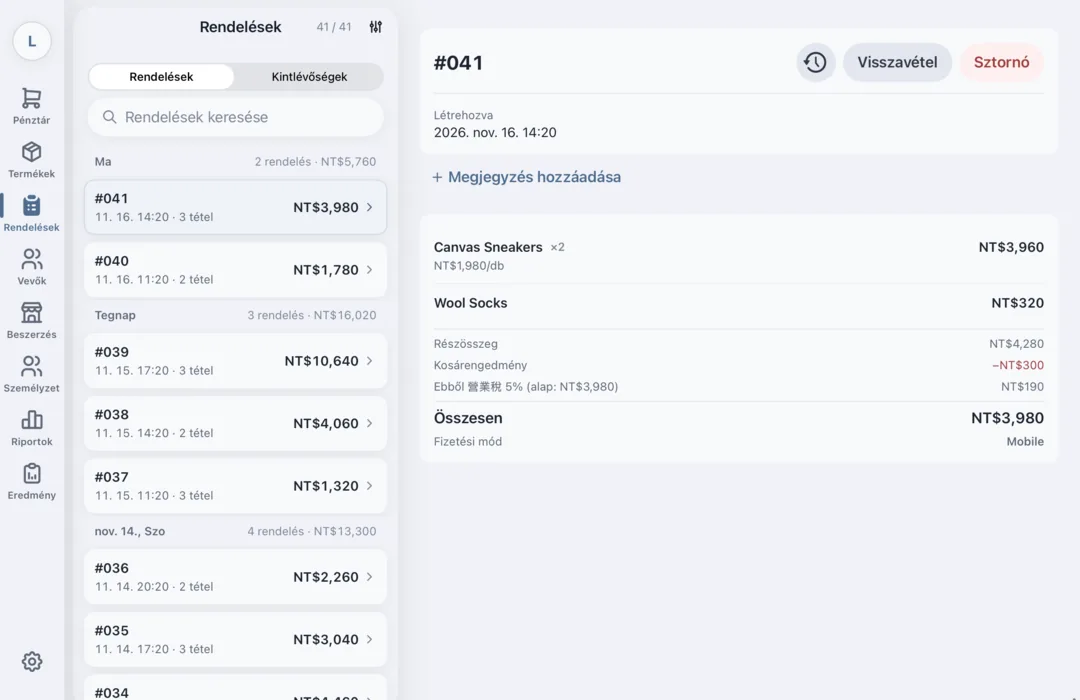 L
Pénztár
Termékek
Rendelések
Vevők
Beszerzés
Személyzet
Riportok
Eredmény
Rendelések
41 / 41
Rendelések
Kintlévőségek
Rendelések keresése
Ma
2 rendelés · NT$5,760
#041
11. 16. 14:20 · 3 tétel
NT$3,980
#040
11. 16. 11:20 · 2 tétel
NT$1,780
Tegnap
3 rendelés · NT$16,020
#039
11. 15. 17:20 · 3 tétel
NT$10,640
#038
11. 15. 14:20 · 2 tétel
NT$4,060
#037
11. 15. 11:20 · 3 tétel
NT$1,320
nov. 14., Szo
4 rendelés · NT$13,300
#036
11. 14. 20:20 · 2 tétel
NT$2,260
#035
11. 14. 17:20 · 3 tétel
NT$3,040
#034
#041
Visszavétel
Sztornó
Létrehozva
2026. nov. 16. 14:20
+ Megjegyzés hozzáadása
Canvas Sneakers ×2
NT$3,960
NT$1,980/db
Wool Socks
NT$320
Részösszeg
NT$4,280
Kosárengedmény
−NT$300
Ebből 營業稅 5% (alap: NT$3,980)
NT$190
Összesen
NT$3,980
Fizetési mód
Mobile